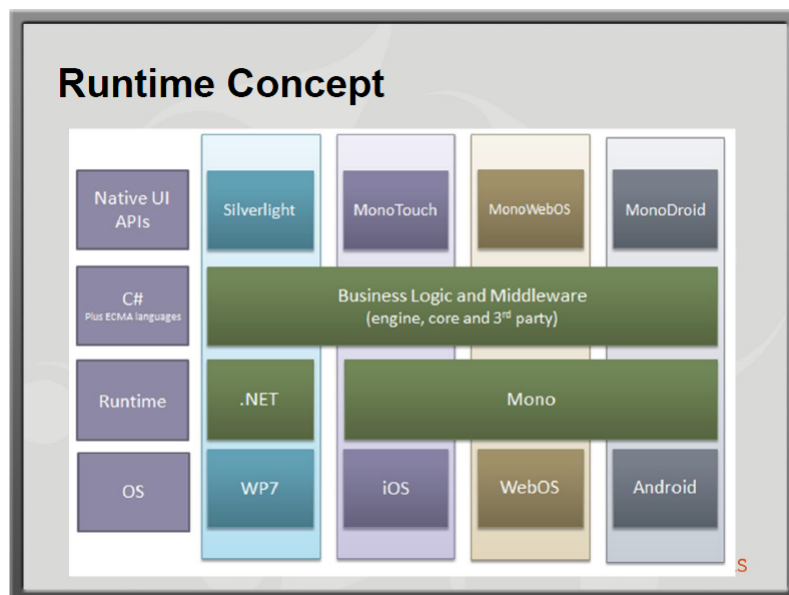 Runtime Concept
Native UI
APIs
Silverlight
MonoTouch
MonoWebOS
MonoDroid
C#
Plus ECMA languages
Business Logic and Middleware
(engine, core and 3rd party)
Runtime
.NET
Mono
OS
WP7
iOS
WebOS
Android